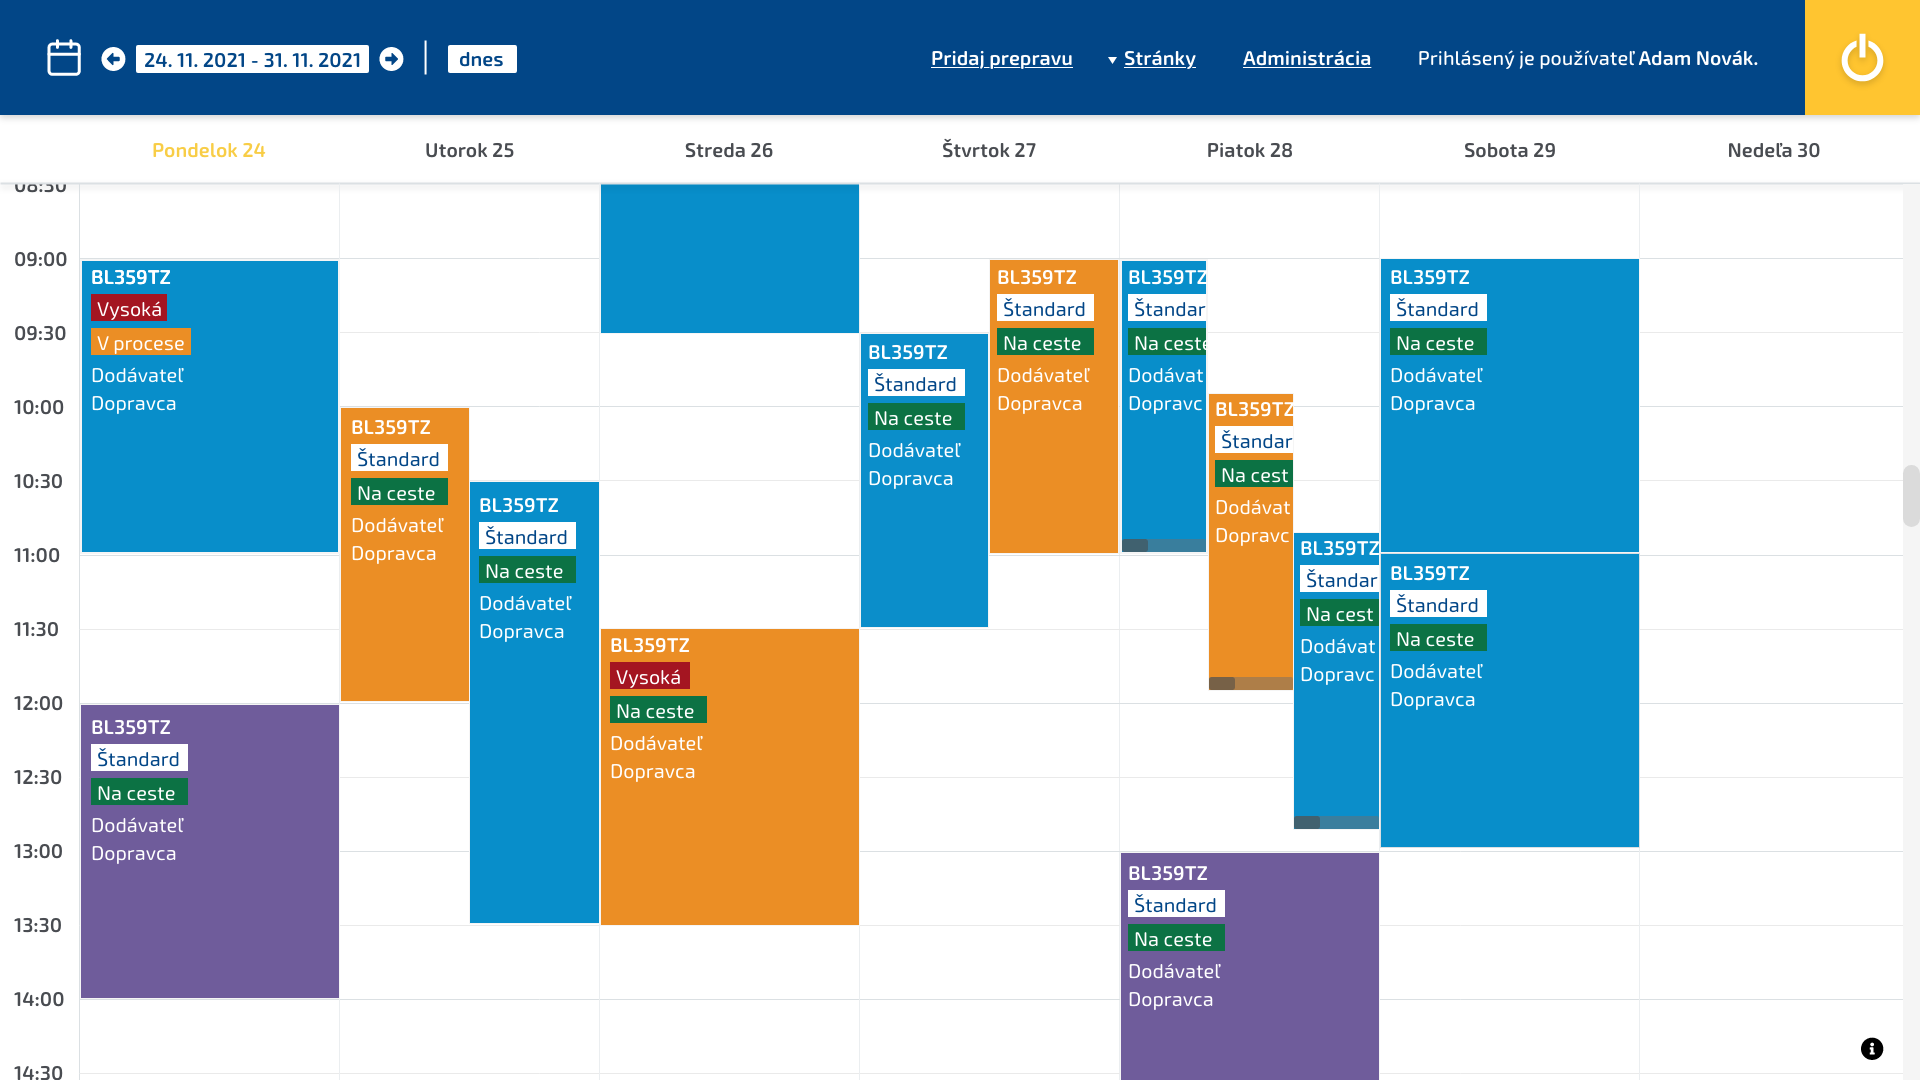 24. 11. 2021 - 31. 11. 2021
dnes
Pridaj prepravu
Stránky
Administrácia
Prihlásený je používateľ Adam Novák.
Pondelok 24
Utorok 25
Streda 26
Štvrtok 27
Piatok 28
Sobota 29
Nedeľa 30
08:30
09:00
09:30
10:00
10:30
11:00
11:30
12:00
12:30
13:00
13:30
14:00
14:30
BL359TZ
Vysoká
V procese
Dodávateľ
Dopravca
BL359TZ
Štandard
Na ceste
Dodávateľ
Dopravca
BL359TZ
Štandard
Na ceste
Dodávateľ
Dopravca
BL359TZ
Štandard
Na ceste
Dodávateľ
Dopravca
BL359TZ
Vysoká
Na ceste
Dodávateľ
Dopravca
BL359TZ
Štandard
Na ceste
Dodávateľ
Dopravca
BL359TZ
Štandard
Na ceste
Dodávateľ
Dopravca
BL359TZ
Štandar
Na ceste
Dodávat
Dopravc
BL359TZ
Štandar
Na cest
Dodávat
Dopravc
BL359TZ
Štandar
Na cest
Dodávat
Dopravc
BL359TZ
Štandard
Na ceste
Dodávateľ
Dopravca
BL359TZ
Štandard
Na ceste
Dodávateľ
Dopravca
BL359TZ
Štandard
Na ceste
Dodávateľ
Dopravca